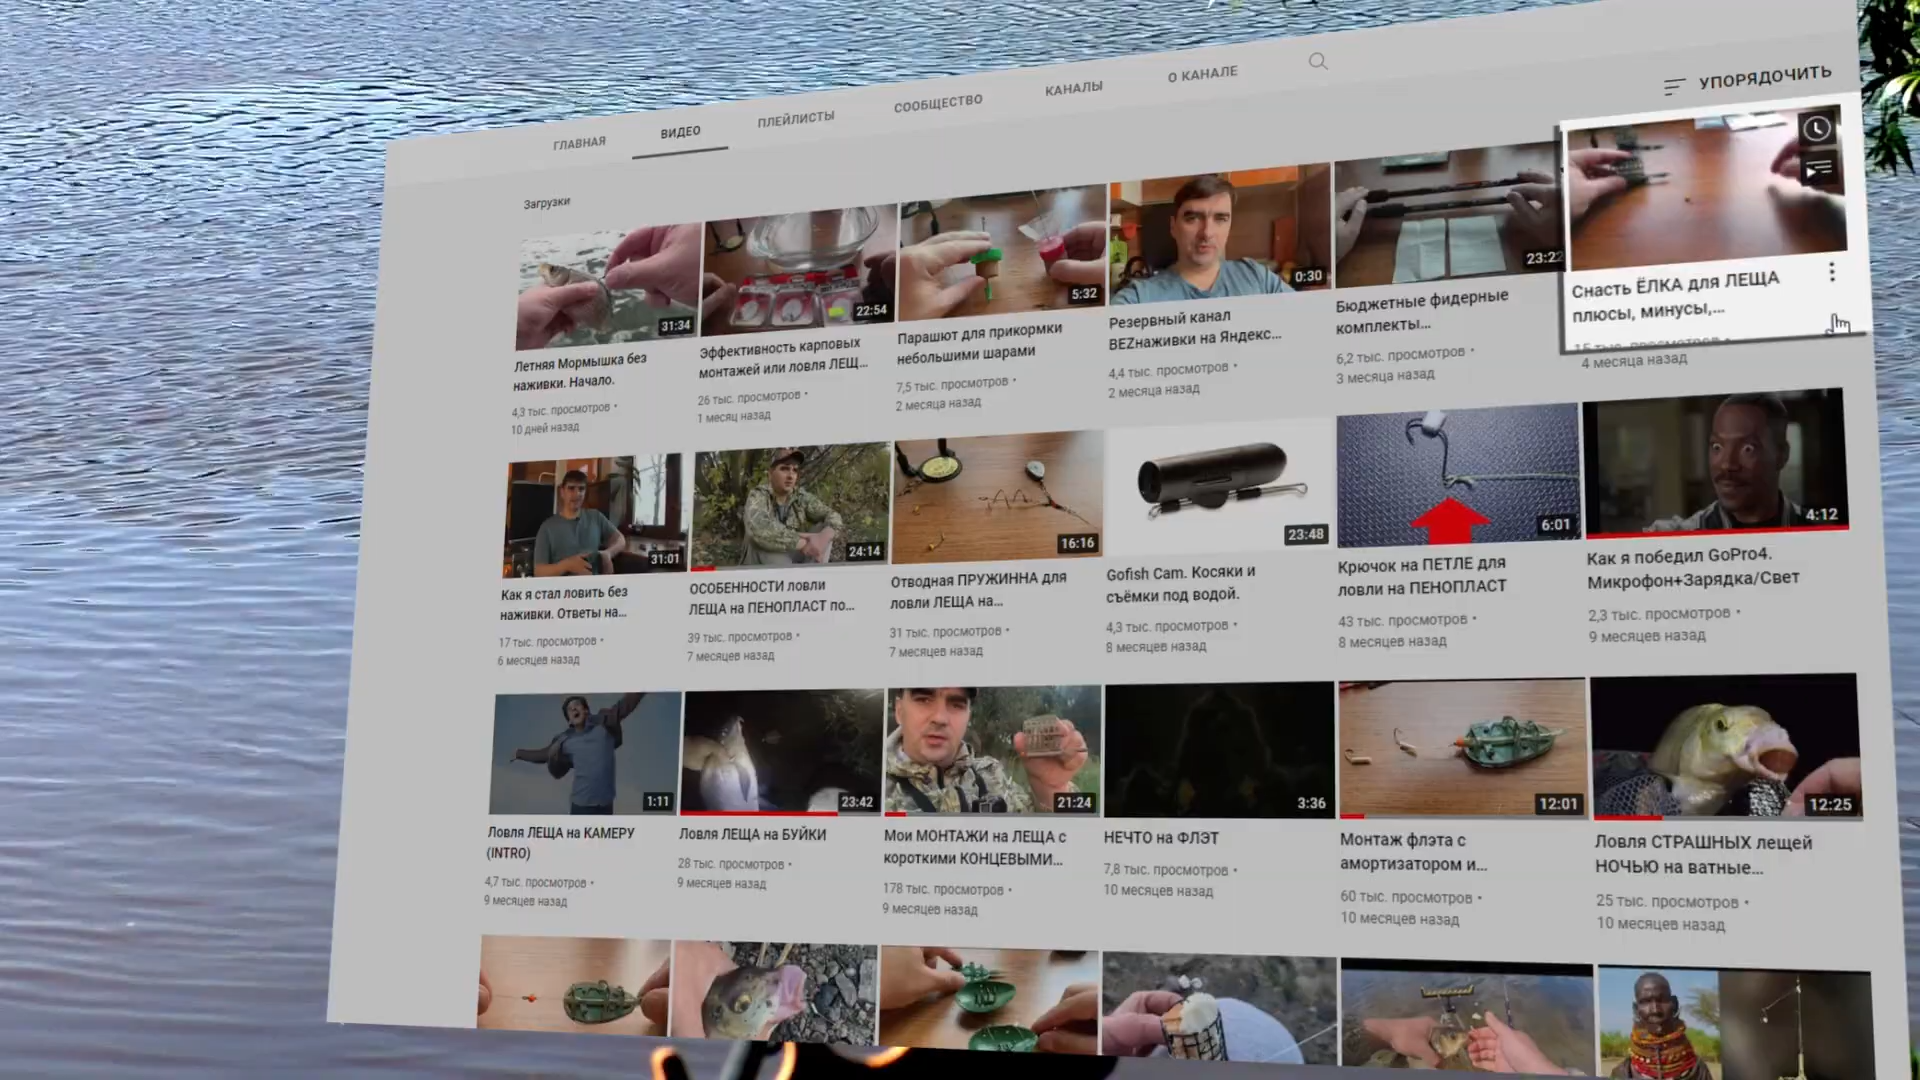 ГЛАВНАЯ
ВИДЕО
ПЛЕЙЛИСТЫ
СООБЩЕСТВО
КАНАЛЫ
О КАНАЛЕ
УПОРЯДОЧИТЬ
Загрузки
31:34
Летняя Мормышка без
наживки. Начало.
4,3 тыс. просмотров •
10 дней назад
22:54
Эффективность карповых
монтажей или ловля ЛЕЩ...
26 тыс. просмотров •
1 месяц назад
5:32
Парашют для прикормки
небольшими шарами
7,5 тыс. просмотров •
2 месяца назад
0:30
Резервный канал
BEZнаживки на Яндекс...
4,4 тыс. просмотров •
2 месяца назад
23:22
Бюджетные фидерные
комплекты...
6,2 тыс. просмотров •
3 месяца назад
Снасть ЁЛКА для ЛЕЩА
плюсы, минусы,...
15 тыс. просмотров •
4 месяца назад
31:01
Как я стал ловить без
наживки. Ответы на...
17 тыс. просмотров •
6 месяцев назад
24:14
ОСОБЕННОСТИ ловли
ЛЕЩА на ПЕНОПЛАСТ по...
39 тыс. просмотров •
7 месяцев назад
16:16
Отводная ПРУЖИННА для
ловли ЛЕЩА на...
31 тыс. просмотров •
7 месяцев назад
23:48
Gofish Cam. Косяки и
съёмки под водой.
4,3 тыс. просмотров •
8 месяцев назад
6:01
Крючок на ПЕТЛЕ для
ловли на ПЕНОПЛАСТ
43 тыс. просмотров •
8 месяцев назад
4:12
Как я победил GoPro4.
Микрофон+Зарядка/Свет
2,3 тыс. просмотров •
9 месяцев назад
1:11
Ловля ЛЕЩА на КАМЕРУ
(INTRO)
4,7 тыс. просмотров •
9 месяцев назад
23:42
Ловля ЛЕЩА на БУЙКИ
28 тыс. просмотров •
9 месяцев назад
21:24
Мои МОНТАЖИ на ЛЕЩА с
короткими КОНЦЕВЫМИ...
178 тыс. просмотров •
9 месяцев назад
3:36
НЕЧТО на ФЛЭТ
7,8 тыс. просмотров •
10 месяцев назад
12:01
Монтаж флэта с
амортизатором и...
60 тыс. просмотров •
10 месяцев назад
12:25
Ловля СТРАШНЫХ лещей
НОЧЬЮ на ватные...
25 тыс. просмотров •
10 месяцев назад